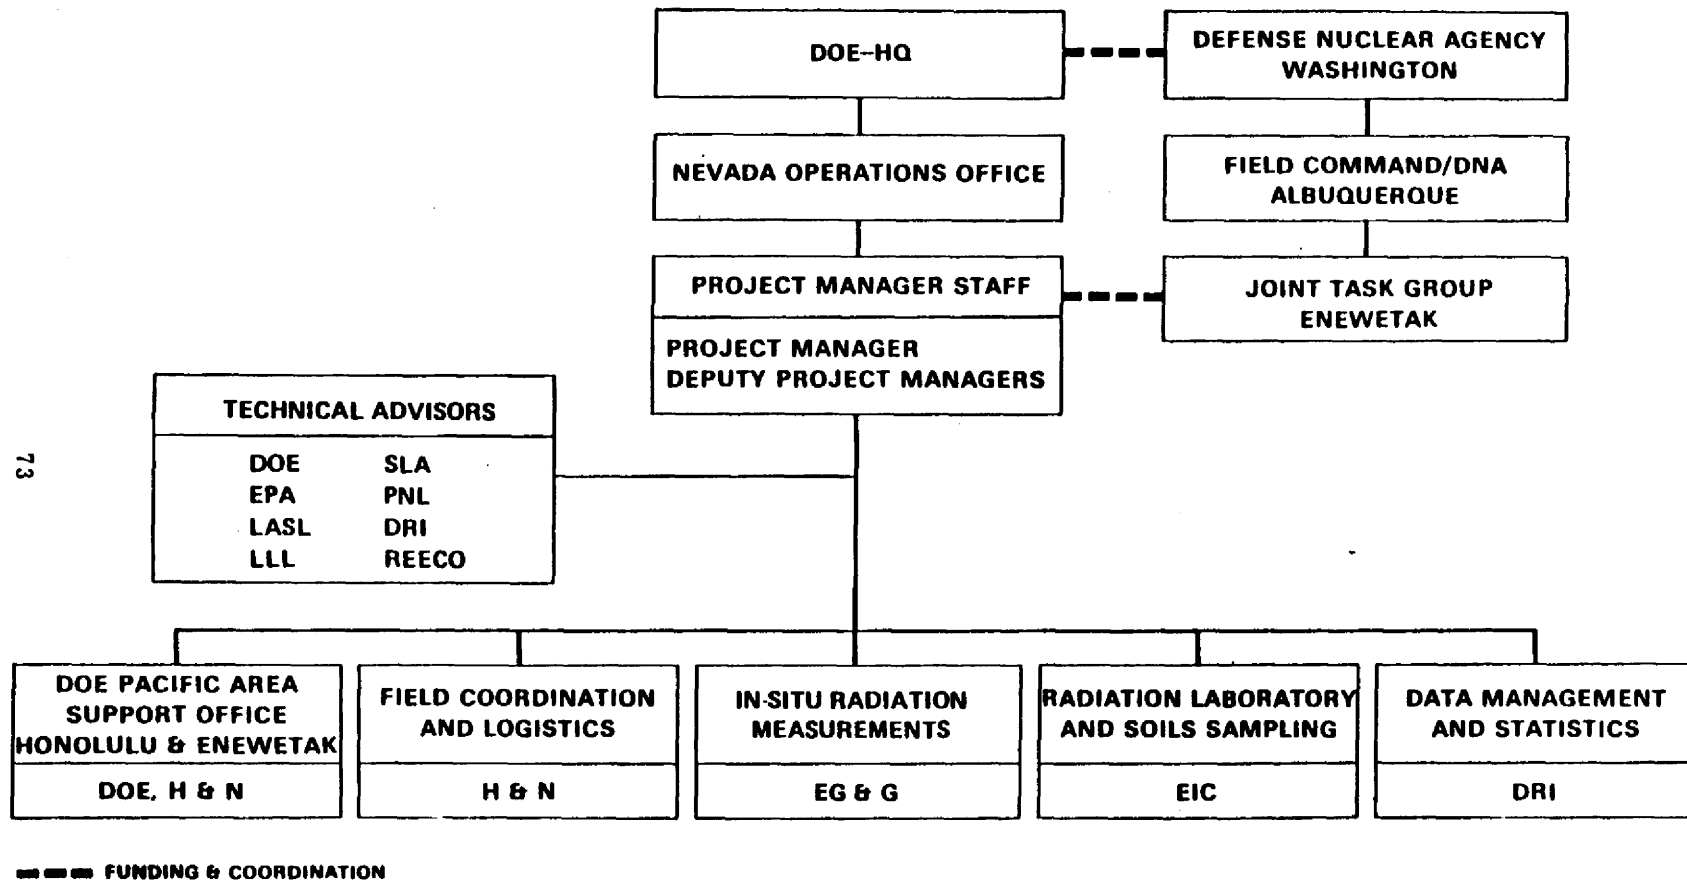 DOE-HQ
DEFENSE NUCLEAR AGENCY
WASHINGTON
NEVADA OPERATIONS OFFICE
FIELD COMMAND/DNA
ALBUQUERQUE
PROJECT MANAGER STAFF
PROJECT MANAGER
DEPUTY PROJECT MANAGERS
JOINT TASK GROUP
ENEWETAK
TECHNICAL ADVISORS
DOE SLA
EPA PNL
LASL DRI
LLL REECO
73
DOE PACIFIC AREA
SUPPORT OFFICE
HONOLULU & ENEWETAK
DOE, H & N
FIELD COORDINATION
AND LOGISTICS
H & N
IN-SITU RADIATION
MEASUREMENTS
EG & G
RADIATION LABORATORY
AND SOILS SAMPLING
EIC
DATA MANAGEMENT
AND STATISTICS
DRI
FUNDING & COORDINATION